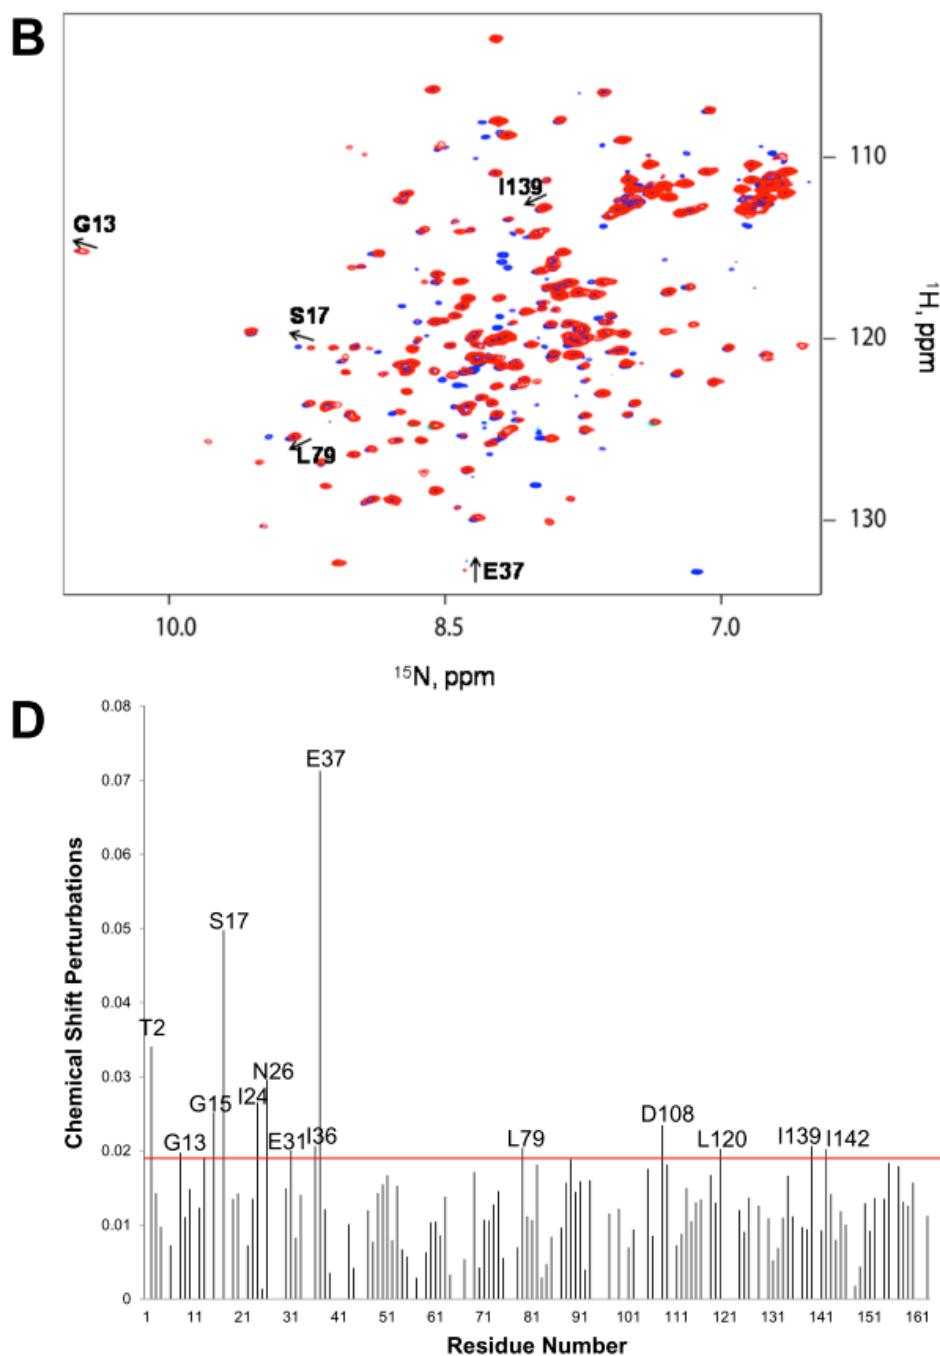 B
110
I139
G13
¹H, ppm
S17
120
L79
130
E37
10.0 8.5 7.0
¹⁵N, ppm
D
0.08
E37
0.07
0.06
Chemical Shift Perturbations
S17
0.05
0.04
T2
0.03
N26
I24
G15
D108
G13 E31 I36 L79 L120 I139 I142
0.02
0.01
0
1 11 21 31 41 51 61 71 81 91 101 111 121 131 141 151 161
Residue Number